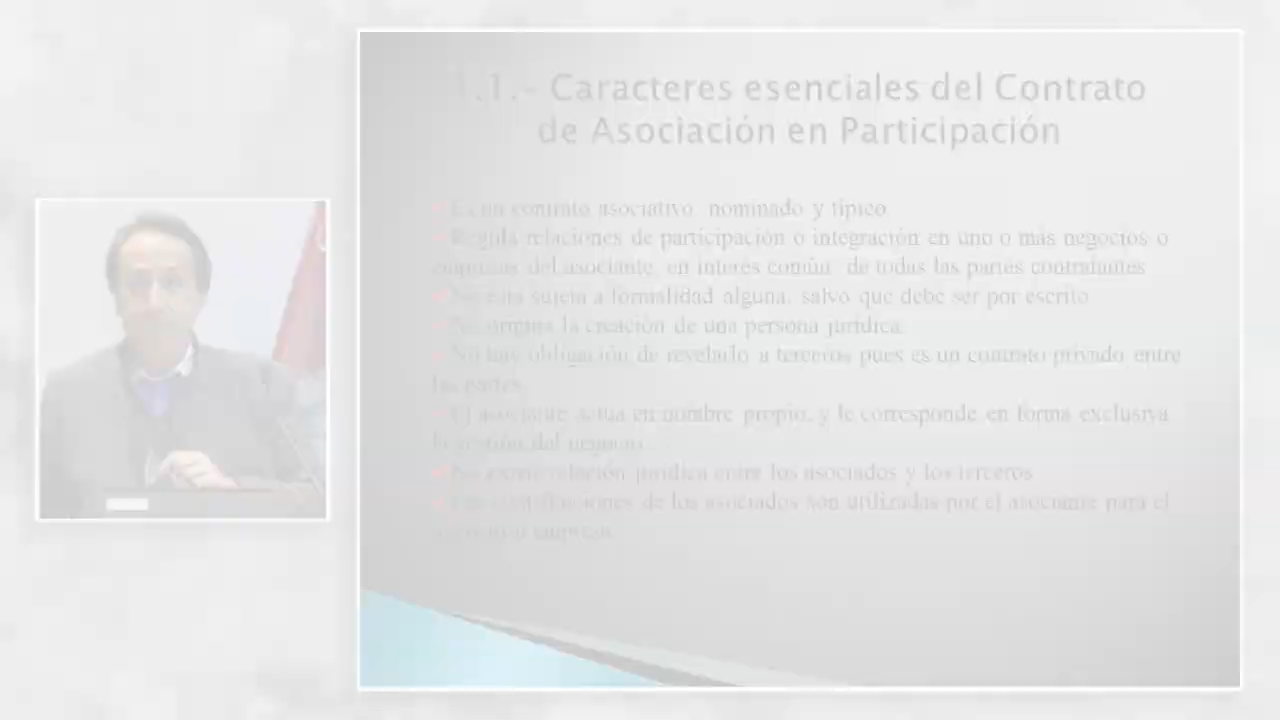 1.1.- Caracteres esenciales del Contrato
de Asociación en Participación
Es un contrato asociativo, nominado y típico.
Regula relaciones de participación o integración en uno o más negocios o
empresas del asociante, en interés común de todas las partes contratantes
No esta sujeta a formalidad alguna, salvo que debe ser por escrito
No origina la creación de una persona jurídica.
No hay obligación de revelarlo a terceros pues es un contrato privado entre
las partes.
El asociante actúa en nombre propio, y le corresponde en forma exclusiva
la gestión del negocio.
No existe relación jurídica entre los asociados y los terceros
Las contribuciones de los asociados son utilizadas por el asociante para el
negocio o empresa.